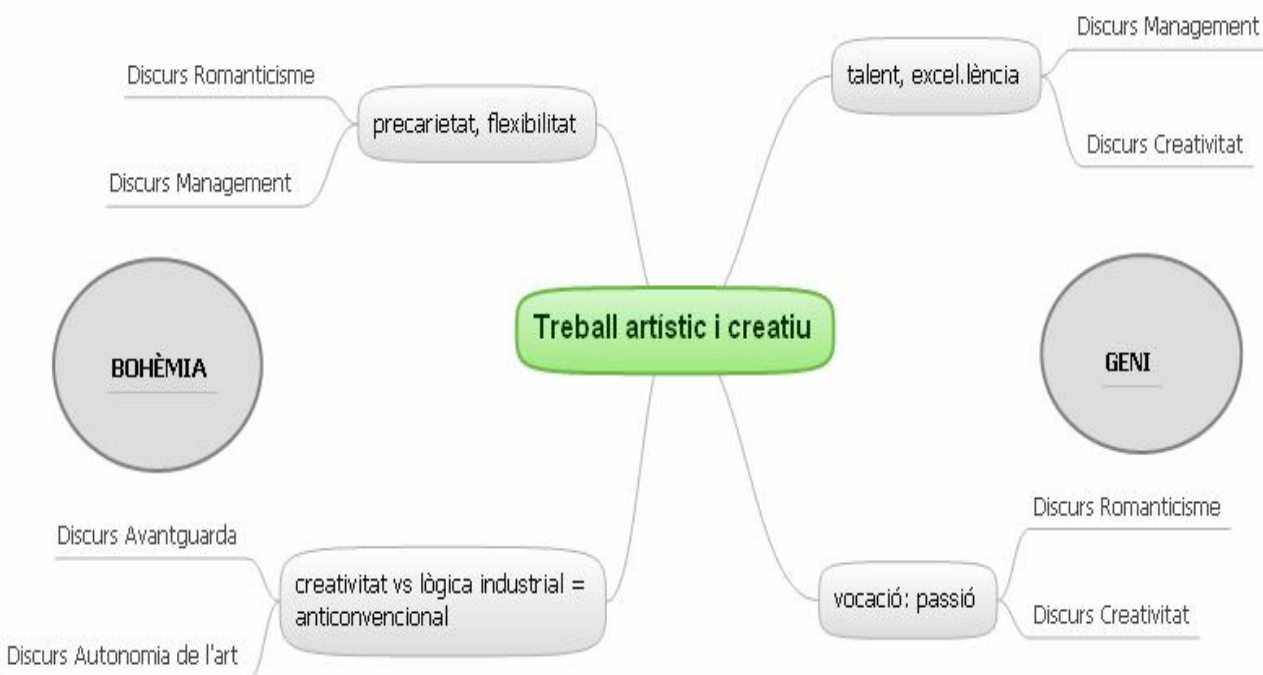 Discurs Management
talent, excel.lència
Discurs Creativitat
Discurs Romanticisme
precarietat, flexibilitat
Discurs Management
BOHÈMIA
Treball artístic i creatiu
GENI
Discurs Avantguarda
creativitat vs lògica industrial =
anticonvencional
Discurs Autonomia de l'art
Discurs Romanticisme
vocació: passió
Discurs Creativitat